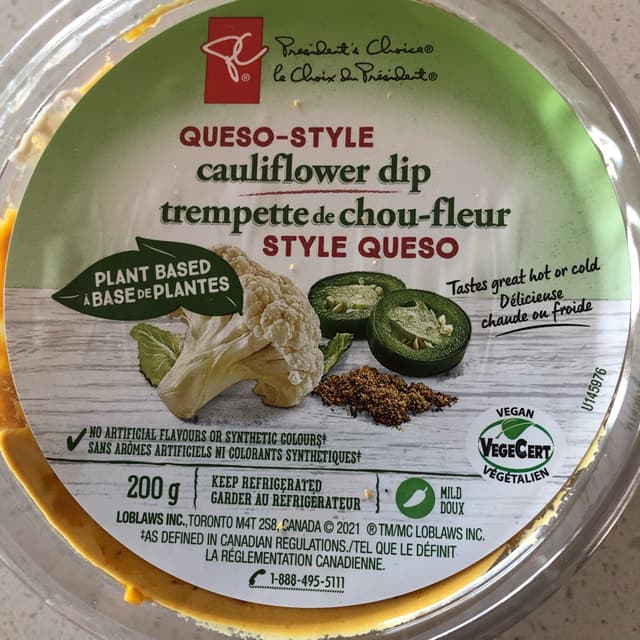 PC®
President's Choice®
le Choix du Président®
QUESO-STYLE
cauliflower dip
trempette de chou-fleur
STYLE QUESO
PLANT BASED
À BASE DE PLANTES
Tastes great hot or cold
Délicieuse
chaude ou froide
U145976
NO ARTIFICIAL FLAVOURS OR SYNTHETIC COLOURS‡
SANS ARÔMES ARTIFICIELS NI COLORANTS SYNTHÉTIQUES‡
VEGAN
VEGECERT
VÉGÉTALIEN
200 g
KEEP REFRIGERATED
GARDER AU RÉFRIGÉRATEUR
MILD
DOUX
LOBLAWS INC., TORONTO M4T 2S8, CANADA © 2021 ®TM/MC LOBLAWS INC.
‡AS DEFINED IN CANADIAN REGULATIONS./TEL QUE LE DÉFINIT
LA RÉGLEMENTATION CANADIENNE.
1-888-495-5111